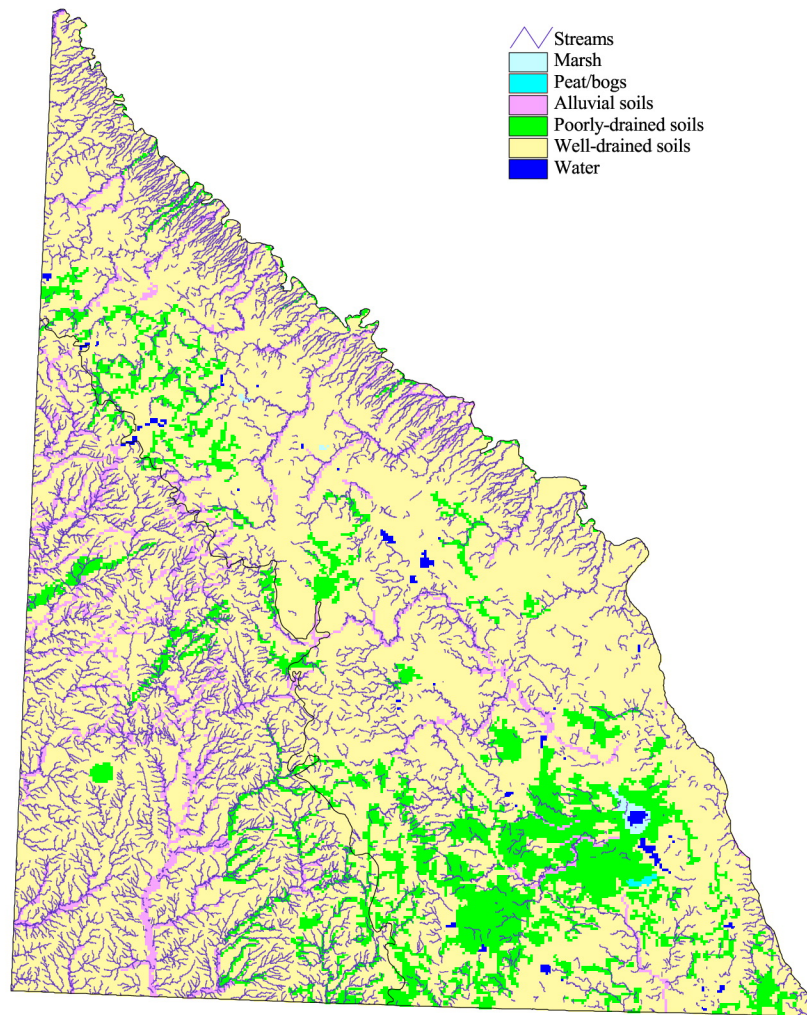 Streams
Marsh
Peat/bogs
Alluvial soils
Poorly-drained soils
Well-drained soils
Water